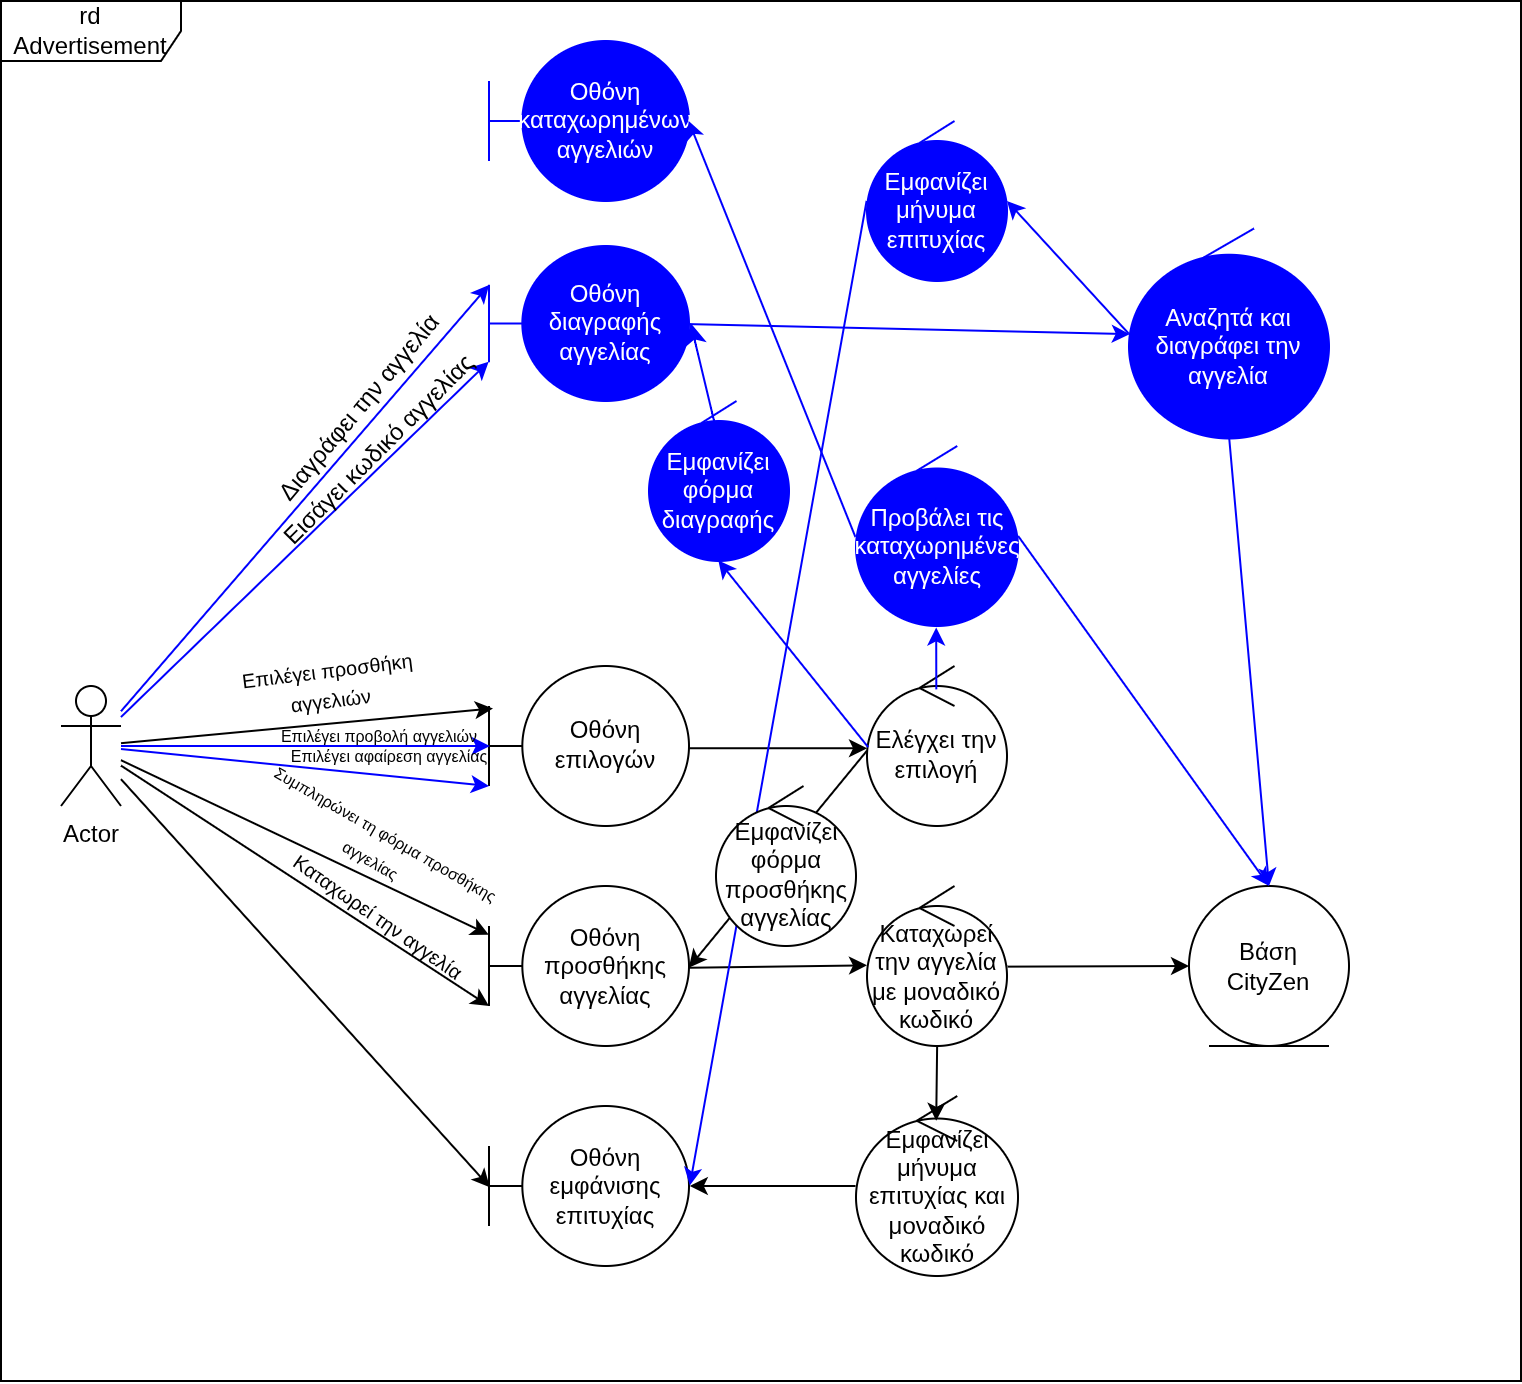 rd
Advertisement
Οθόνη
καταχωρημένων
αγγελιών
Εμφανίζει
μήνυμα
επιτυχίας
Οθόνη
διαγραφής
αγγελίας
Αναζητά και
διαγράφει την
αγγελία
Διαγράφει την αγγελία
Εισάγει κωδικό αγγελίας
Εμφανίζει
φόρμα
διαγραφής
Προβάλει τις
καταχωρημένες
αγγελίες
Επιλέγει προσθήκη
αγγελιών
Επιλέγει προβολή αγγελιών
Επιλέγει αφαίρεση αγγελίας
Οθόνη
επιλογών
Ελέγχει την
επιλογή
Actor
Συμπληρώνει τη φόρμα προσθήκης
αγγελίας
Καταχωρεί την αγγελία
Εμφανίζει
φόρμα
προσθήκης
αγγελίας
Οθόνη
προσθήκης
αγγελίας
Καταχωρεί
την αγγελία
με μοναδικό
κωδικό
Βάση
CityZen
Οθόνη
εμφάνισης
επιτυχίας
Εμφανίζει
μήνυμα
επιτυχίας και
μοναδικό
κωδικό